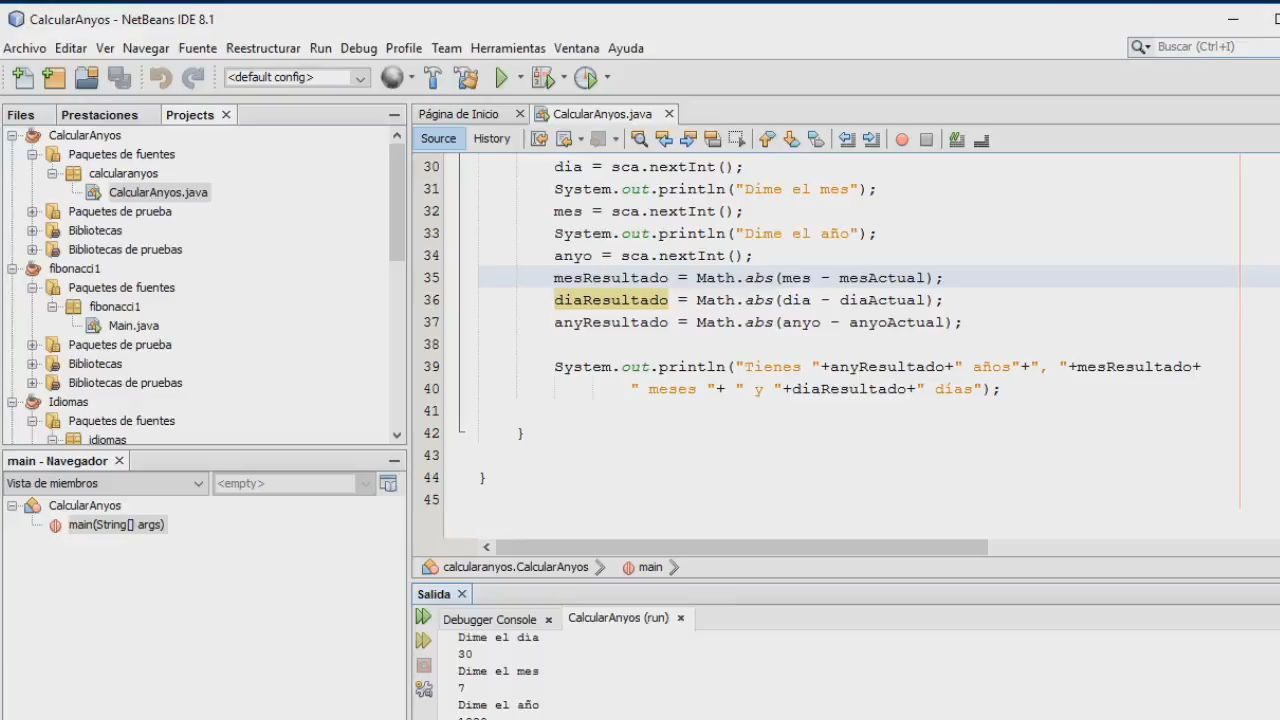 CalcularAnyos - NetBeans IDE 8.1
Archivo Editar Ver Navegar Fuente Reestructurar Run Debug Profile Team Herramientas Ventana Ayuda
Buscar (Ctrl+I)
<default config>
Files Prestaciones Projects
CalcularAnyos
Paquetes de fuentes
calcularanyos
CalcularAnyos.java
Paquetes de prueba
Bibliotecas
Bibliotecas de pruebas
fibonacci1
Paquetes de fuentes
fibonacci1
Main.java
Paquetes de prueba
Bibliotecas
Bibliotecas de pruebas
Idiomas
Paquetes de fuentes
idiomas
main - Navegador
Vista de miembros <empty>
CalcularAnyos
main(String[] args)
Página de Inicio CalcularAnyos.java
Source History
30 dia = sca.nextInt();
31 System.out.println("Dime el mes");
32 mes = sca.nextInt();
33 System.out.println("Dime el año");
34 anyo = sca.nextInt();
35 mesResultado = Math.abs(mes - mesActual);
36 diaResultado = Math.abs(dia - diaActual);
37 anyResultado = Math.abs(anyo - anyoActual);
38
39 System.out.println("Tienes "+anyResultado+" años"+", "+mesResultado+
40 " meses "+ " y "+diaResultado+" días");
41
42 }
43
44 }
45
calcularanyos.CalcularAnyos main
Salida
Debugger Console CalcularAnyos (run)
Dime el día
30
Dime el mes
7
Dime el año